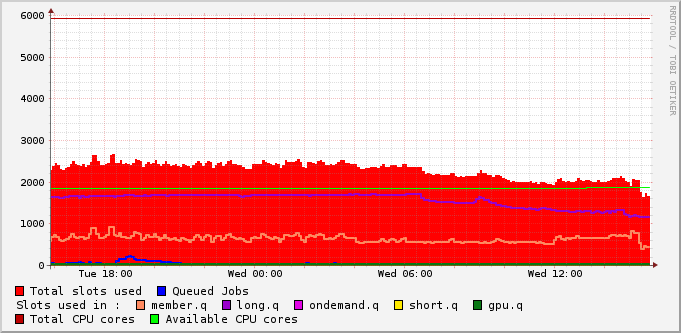 6000
5000
4000
3000
2000
1000
0
Tue 18:00 Wed 00:00 Wed 06:00 Wed 12:00
Total slots used Queued Jobs
Slots used in : member.q long.q ondemand.q short.q gpu.q
Total CPU cores Available CPU cores
RRDTOOL / TOBI OETIKER